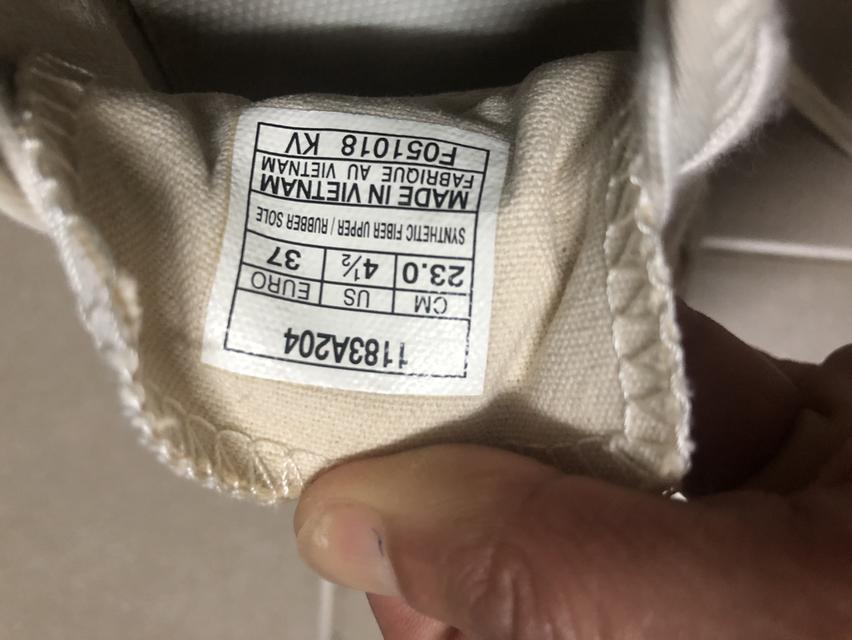 1183A204
CM US EURO
23.0 4½ 37
SYNTHETIC FIBER UPPER / RUBBER SOLE
MADE IN VIETNAM
FABRIQUE AU VIETNAM
F051018 KV